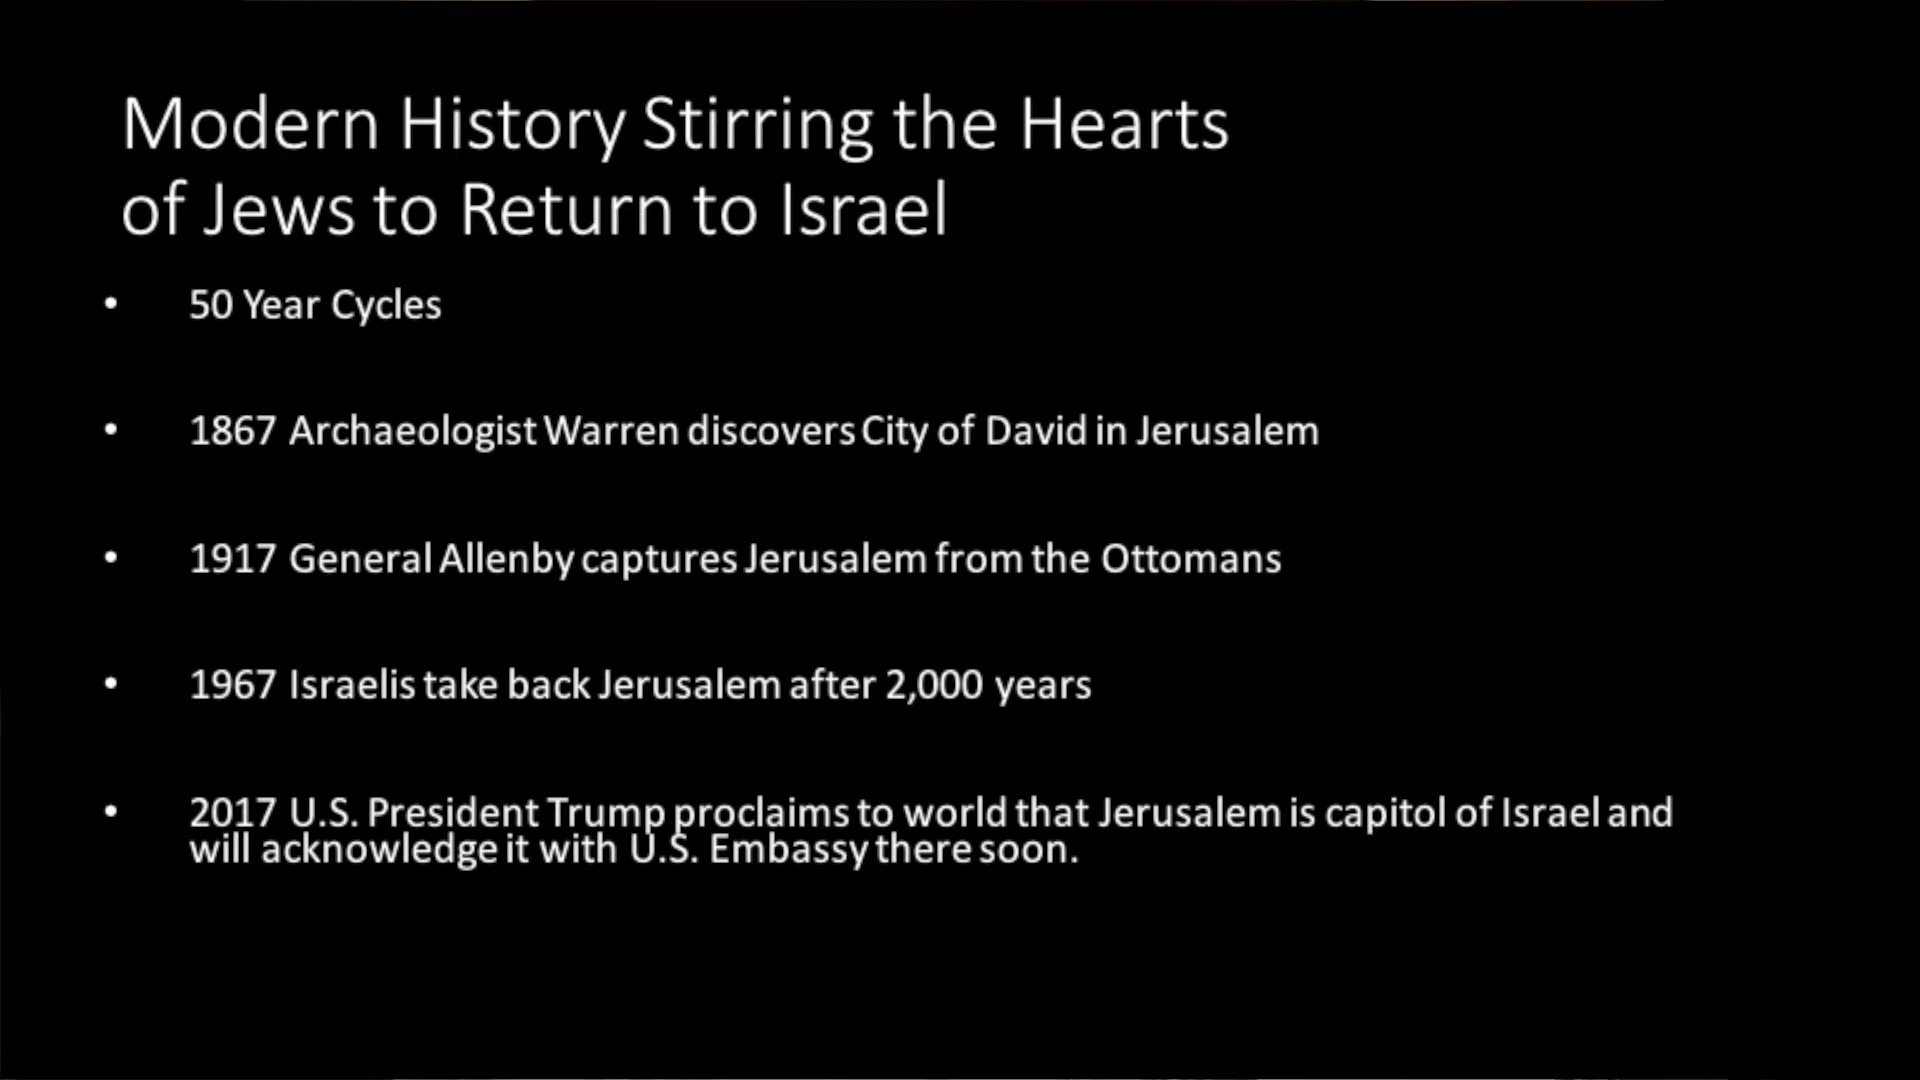 Modern History Stirring the Hearts
of Jews to Return to Israel
• 50 Year Cycles
• 1867 Archaeologist Warren discovers City of David in Jerusalem
• 1917 General Allenby captures Jerusalem from the Ottomans
• 1967 Israelis take back Jerusalem after 2,000 years
• 2017 U.S. President Trump proclaims to world that Jerusalem is capitol of Israel and
will acknowledge it with U.S. Embassy there soon.